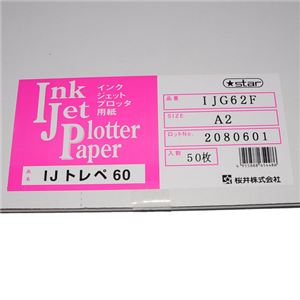 Ink
Jet
Plotter
Paper
インク
ジェット
プロッタ
用紙
品名
IJトレペ60
★star
品番
IJG62F
SIZE
A2
ロットNo.
2080601
入数
50枚
桜井株式会社